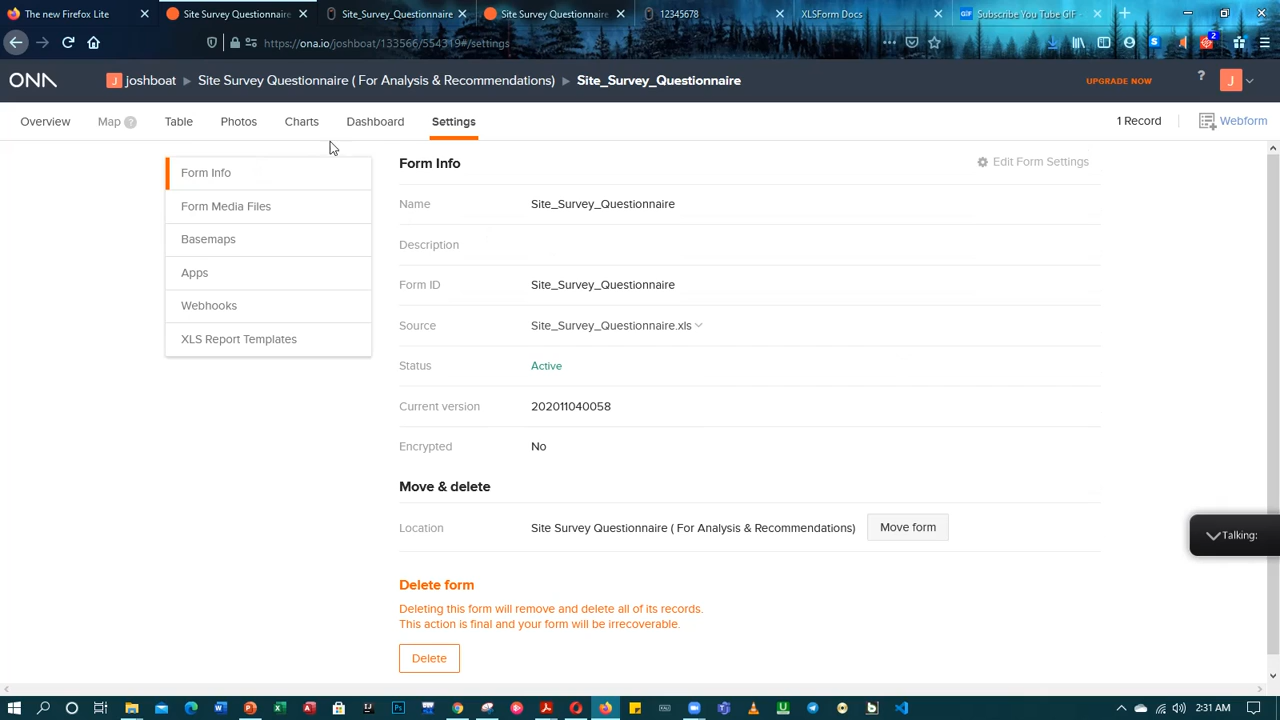 The new Firefox Lite
Site Survey Questionnaire
Site_Survey_Questionnaire
Site Survey Questionnaire
12345678
XLSForm Docs
GIF Subscribe You Tube GIF -
https://ona.io/joshboat/133566/554319#/settings
2
ONA
J joshboat Site Survey Questionnaire ( For Analysis & Recommendations) Site_Survey_Questionnaire
UPGRADE NOW ? J
Overview Map ? Table Photos Charts Dashboard Settings
1 Record Webform
Form Info
Form Media Files
Basemaps
Apps
Webhooks
XLS Report Templates
Form Info
Edit Form Settings
Name Site_Survey_Questionnaire
Description
Form ID Site_Survey_Questionnaire
Source Site_Survey_Questionnaire.xls
Status Active
Current version 202011040058
Encrypted No
Move & delete
Location Site Survey Questionnaire ( For Analysis & Recommendations) Move form
Delete form
Deleting this form will remove and delete all of its records.
This action is final and your form will be irrecoverable.
Delete
Talking:
2:31 AM